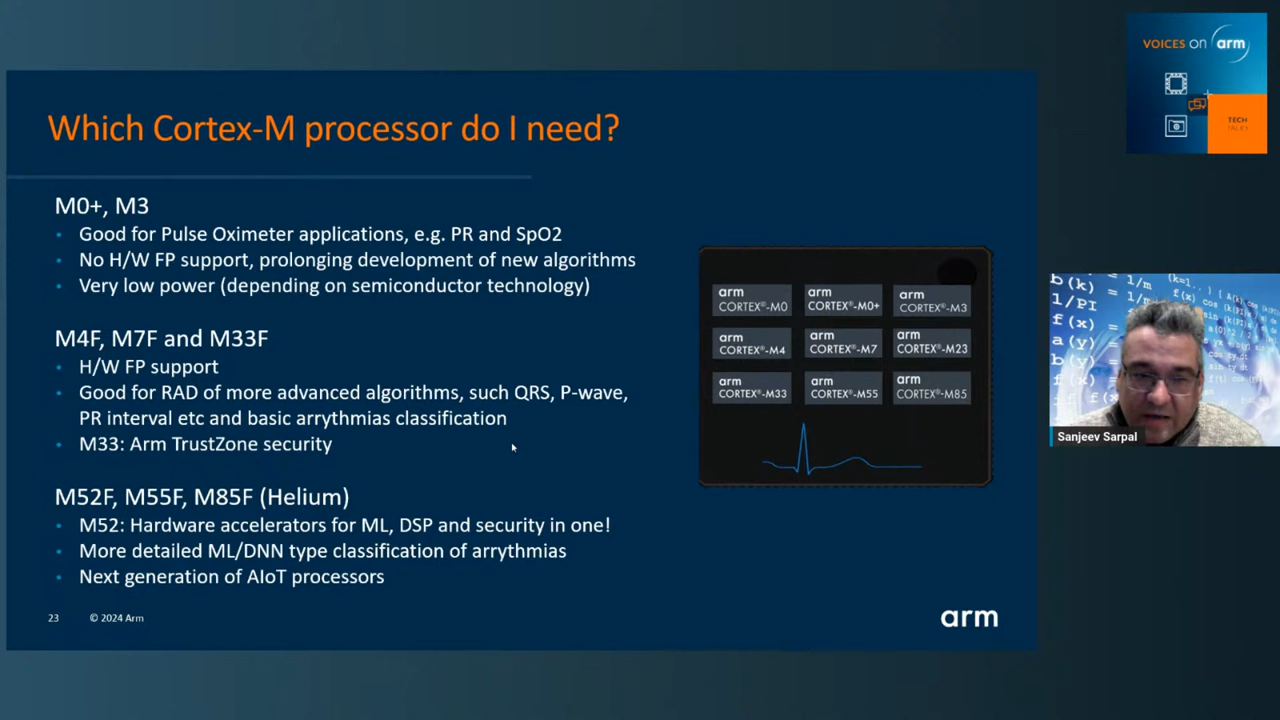 VOICES on arm
TECH
TALKS
Which Cortex-M processor do I need?
M0+, M3
• Good for Pulse Oximeter applications, e.g. PR and SpO2
• No H/W FP support, prolonging development of new algorithms
• Very low power (depending on semiconductor technology)
M4F, M7F and M33F
• H/W FP support
• Good for RAD of more advanced algorithms, such QRS, P-wave,
PR interval etc and basic arrythmias classification
• M33: Arm TrustZone security
M52F, M55F, M85F (Helium)
• M52: Hardware accelerators for ML, DSP and security in one!
• More detailed ML/DNN type classification of arrythmias
• Next generation of AIoT processors
arm
CORTEX®-M0
arm
CORTEX®-M0+
arm
CORTEX®-M3
arm
CORTEX®-M4
arm
CORTEX®-M7
arm
CORTEX®-M23
arm
CORTEX®-M33
arm
CORTEX®-M55
arm
CORTEX®-M85
23 © 2024 Arm
arm
b(k)
1/PI
f(x)
a(y)
b(y)
Sanjeev Sarpal